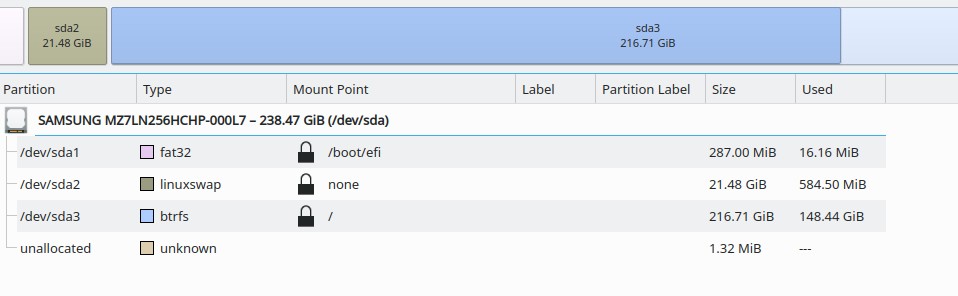 sda2
21.48 GiB
sda3
216.71 GiB
Partition Type Mount Point Label Partition Label Size Used
SAMSUNG MZ7LN256HCHP-000L7 – 238.47 GiB (/dev/sda)
/dev/sda1 fat32 /boot/efi 287.00 MiB 16.16 MiB
/dev/sda2 linuxswap none 21.48 GiB 584.50 MiB
/dev/sda3 btrfs / 216.71 GiB 148.44 GiB
unallocated unknown 1.32 MiB ---